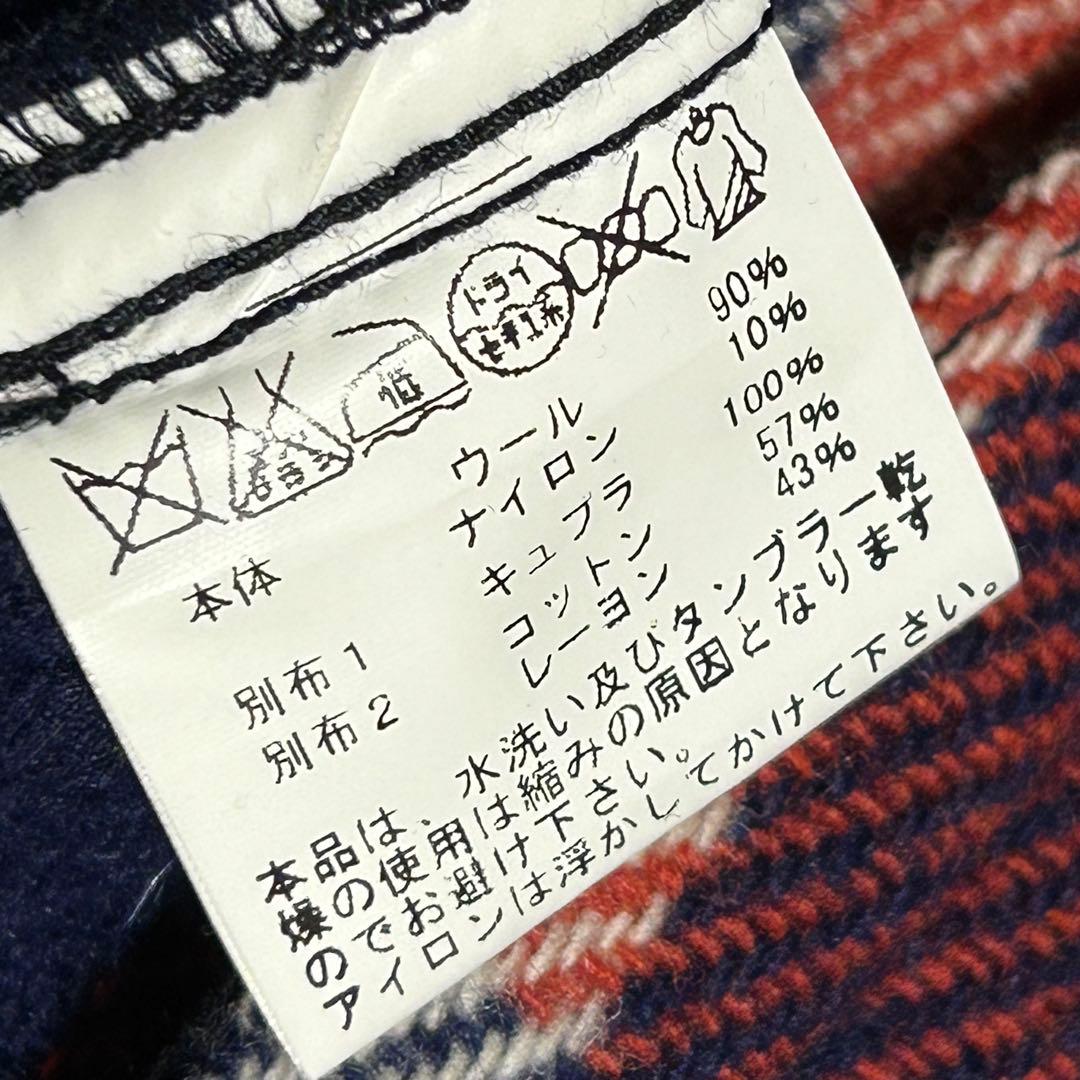 ドライ
セキユ系
低
エンソ
本体 ウール 90%
ナイロン 10%
別布1 キュプラ 100%
別布2 コットン 57%
レーヨン 43%
本品は、水洗い及びタンブラー乾
燥の使用は縮みの原因となります
のでお避け下さい。
アイロンは浮かしてかけて下さい。